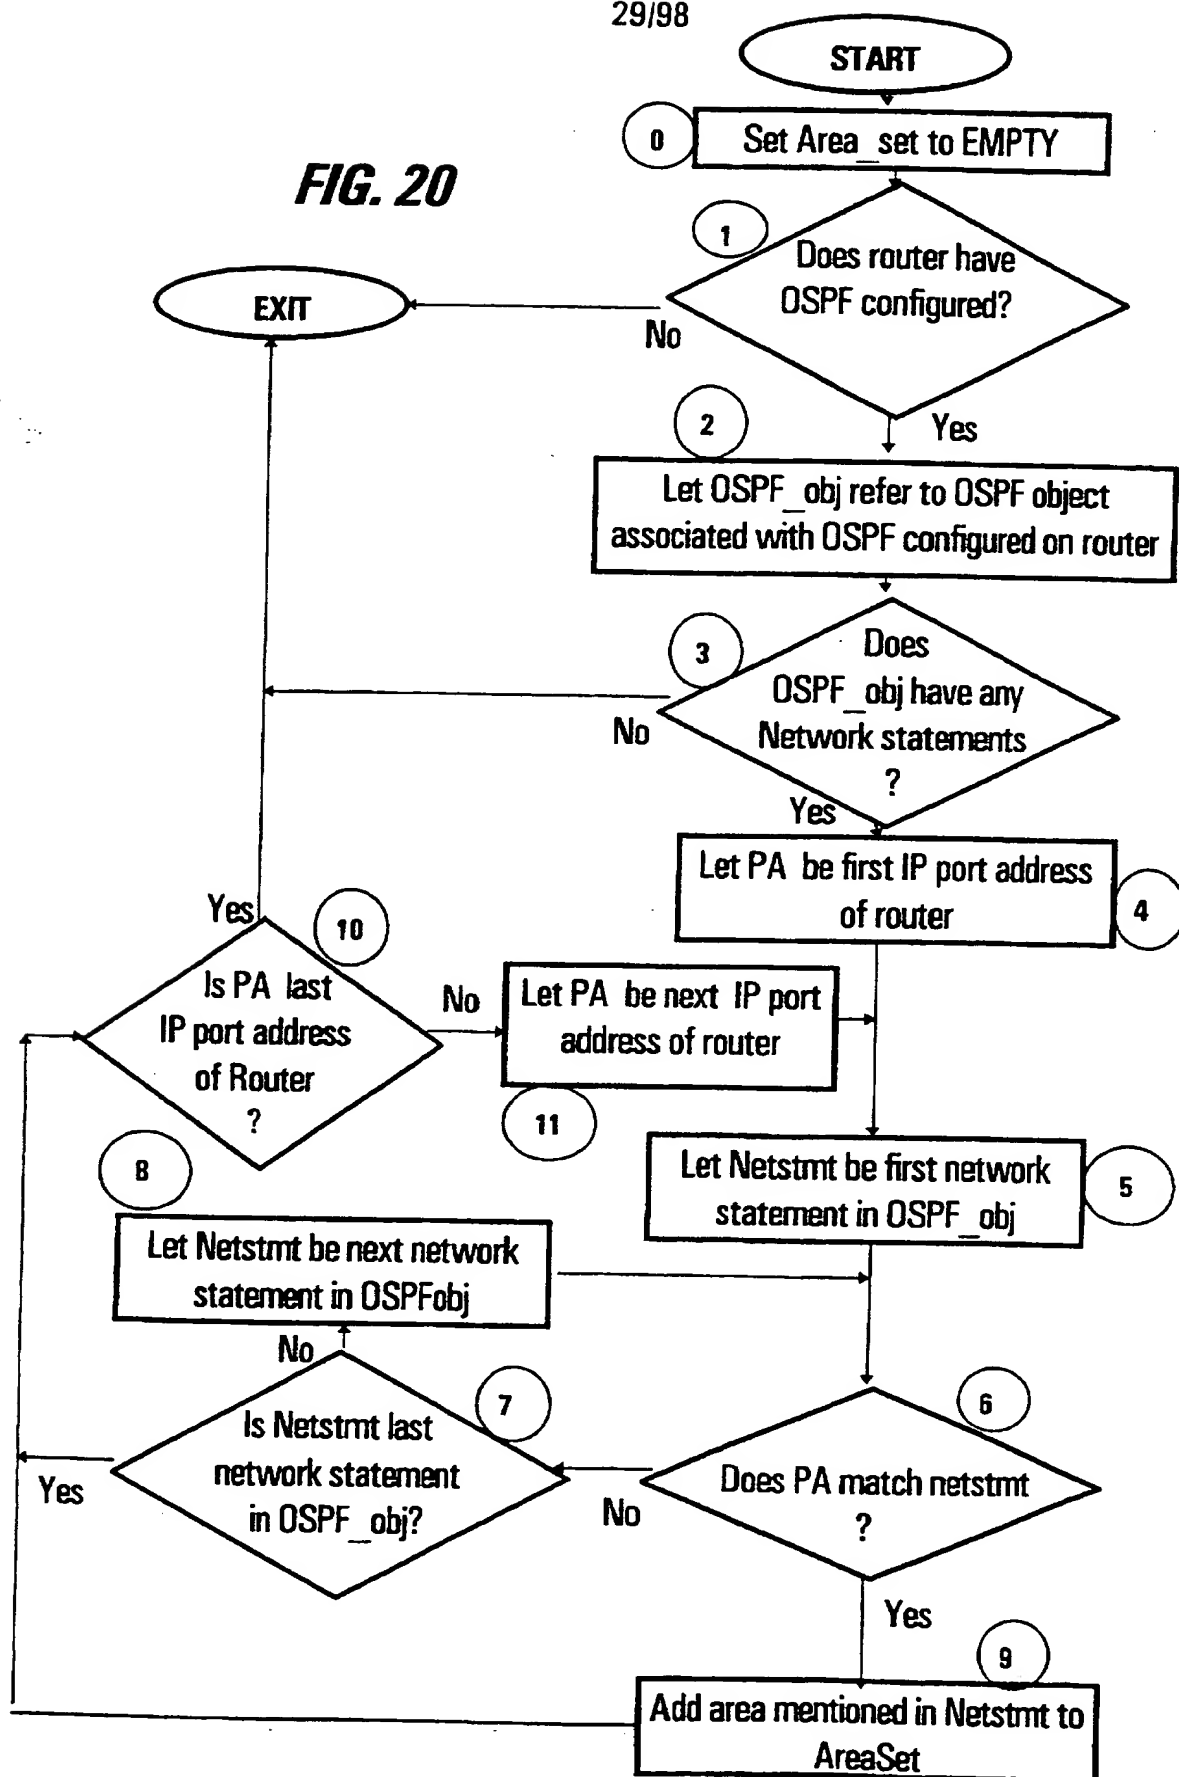 29/98
START
0
Set Area_set to EMPTY
FIG. 20
1
Does router have
OSPF configured?
EXIT
No
Yes
2
Let OSPF_obj refer to OSPF object
associated with OSPF configured on router
3
Does
OSPF_obj have any
Network statements
?
No
Yes
Let PA be first IP port address
of router
4
Yes
10
Is PA last
IP port address
of Router
?
No
Let PA be next IP port
address of router
11
8
Let Netstmt be first network
statement in OSPF_obj
5
Let Netstmt be next network
statement in OSPFobj
No
7
Is Netstmt last
network statement
in OSPF_obj?
Yes
6
Does PA match netstmt
?
No
Yes
9
Add area mentioned in Netstmt to
AreaSet